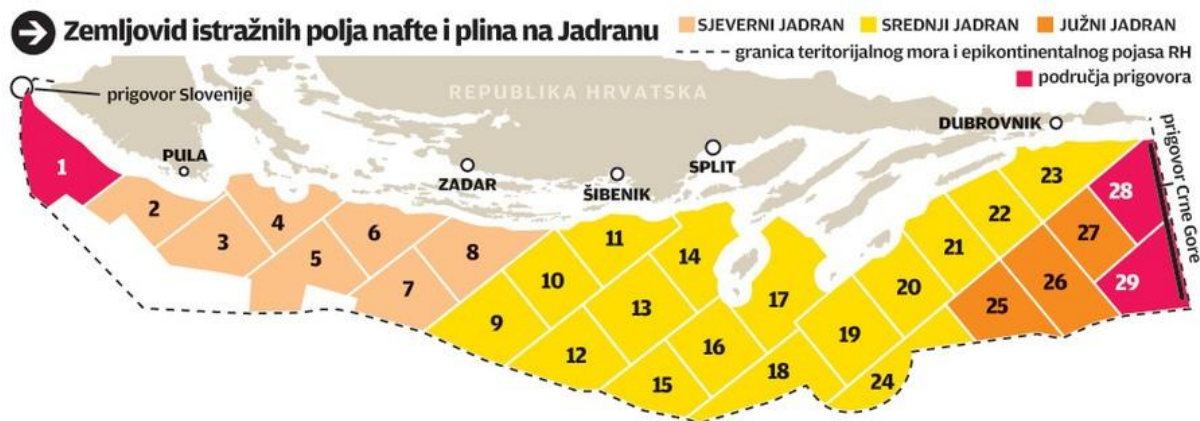 Zemljovid istražnih polja nafte i plina na Jadranu
SJEVERNI JADRAN
SREDNJI JADRAN
JUŽNI JADRAN
granica teritorijalnog mora i epikontinentalnog pojasa RH
područja prigovora
prigovor Slovenije
REPUBLIKA HRVATSKA
PULA
ZADAR
ŠIBENIK
SPLIT
DUBROVNIK
prigovor Crne Gore
1
2
3
4
5
6
7
8
9
10
11
12
13
14
15
16
17
18
19
20
21
22
23
24
25
26
27
28
29